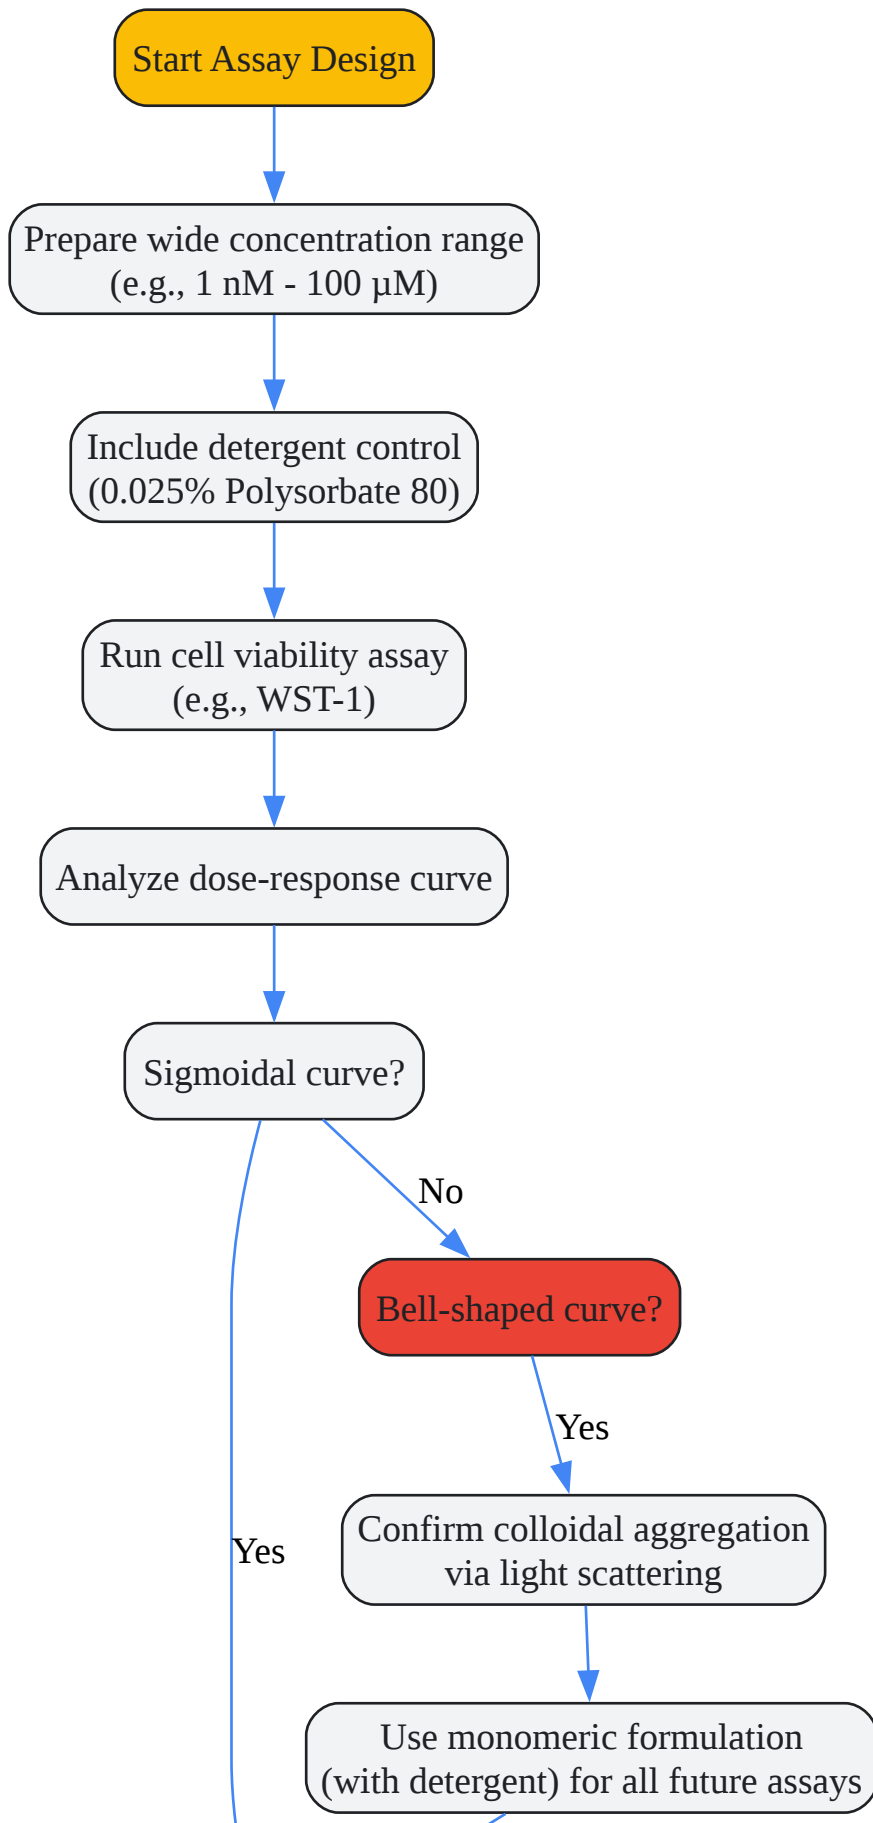 Start Assay Design
Prepare wide concentration range
(e.g., 1 nM - 100 µM)
Include detergent control
(0.025% Polysorbate 80)
Run cell viability assay
(e.g., WST-1)
Analyze dose-response curve
Sigmoidal curve?
No
Bell-shaped curve?
Yes
Confirm colloidal aggregation
via light scattering
Yes
Use monomeric formulation
(with detergent) for all future assays